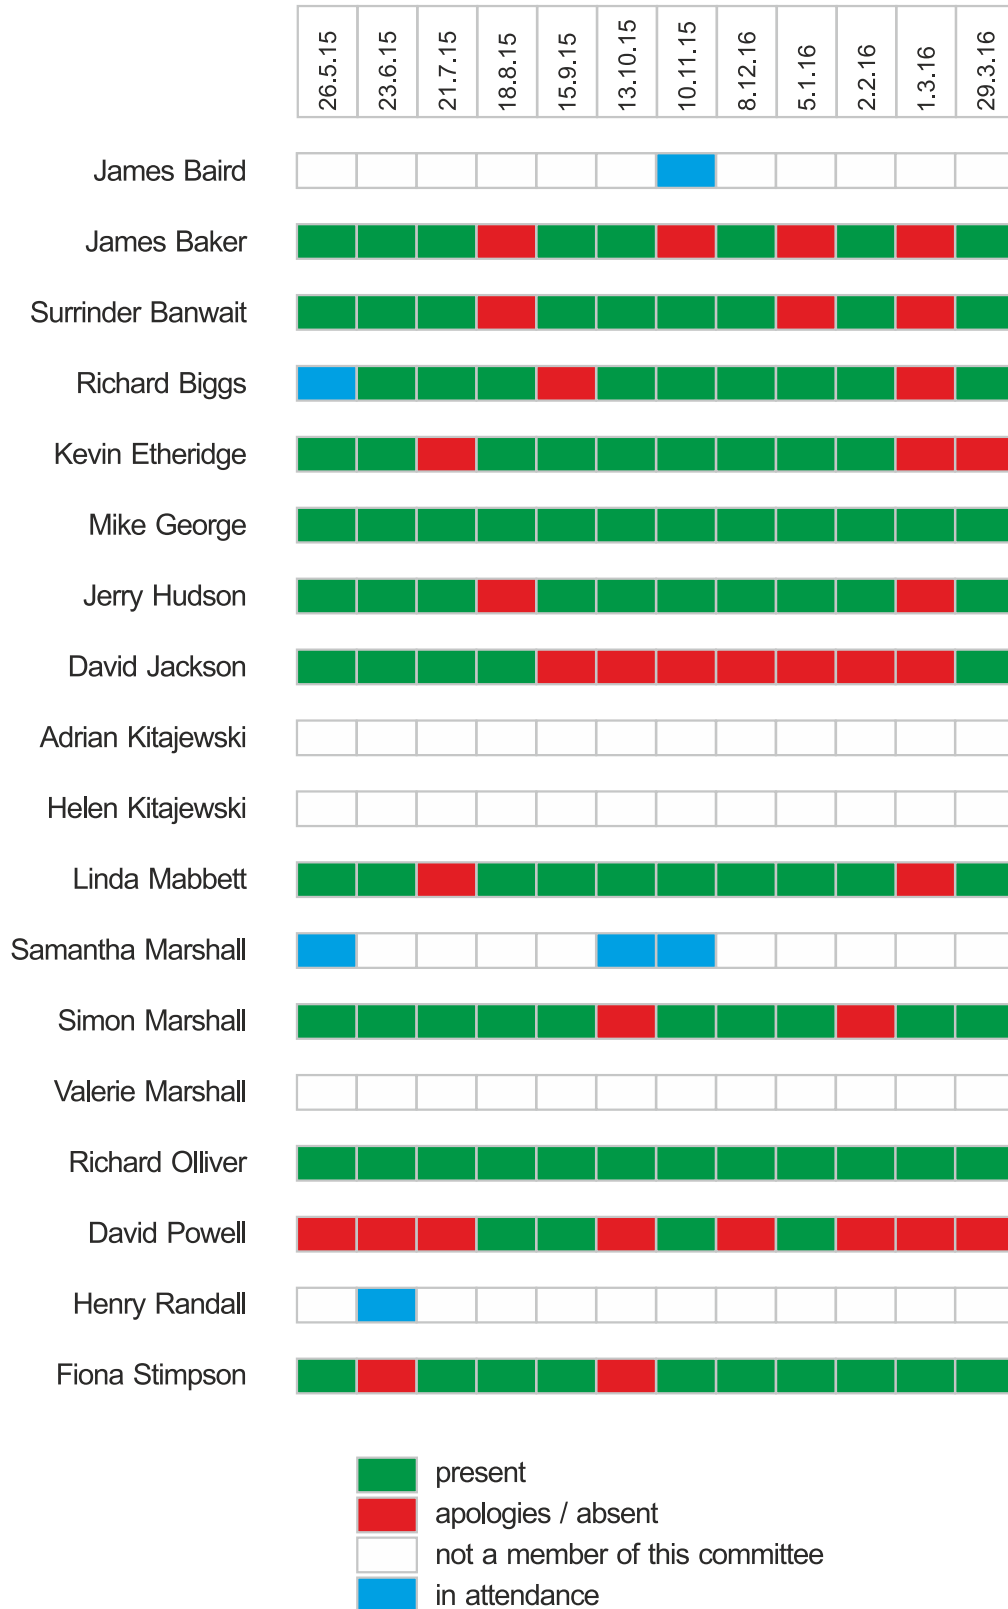 26.5.15 23.6.15 21.7.15 18.8.15 15.9.15 13.10.15 10.11.15 8.12.16 5.1.16 2.2.16 1.3.16 29.3.16
James Baird
James Baker
Surrinder Banwait
Richard Biggs
Kevin Etheridge
Mike George
Jerry Hudson
David Jackson
Adrian Kitajewski
Helen Kitajewski
Linda Mabbett
Samantha Marshall
Simon Marshall
Valerie Marshall
Richard Olliver
David Powell
Henry Randall
Fiona Stimpson
present
apologies / absent
not a member of this committee
in attendance